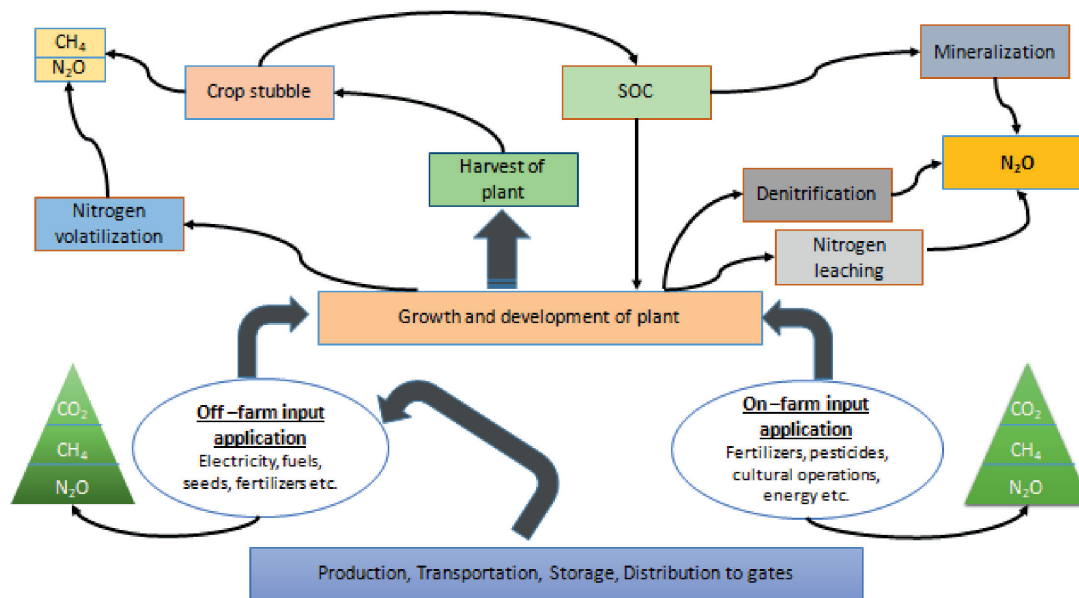 CH₄
N₂O
Crop stubble
SOC
Mineralization
Harvest of
plant
N₂O
Denitrification
Nitrogen
volatilization
Nitrogen
leaching
Growth and development of plant
Off –farm input
application
Electricity, fuels,
seeds, fertilizers etc.
On –farm input
application
Fertilizers, pesticides,
cultural operations,
energy etc.
CO₂
CH₄
N₂O
CO₂
CH₄
N₂O
Production, Transportation, Storage, Distribution to gates